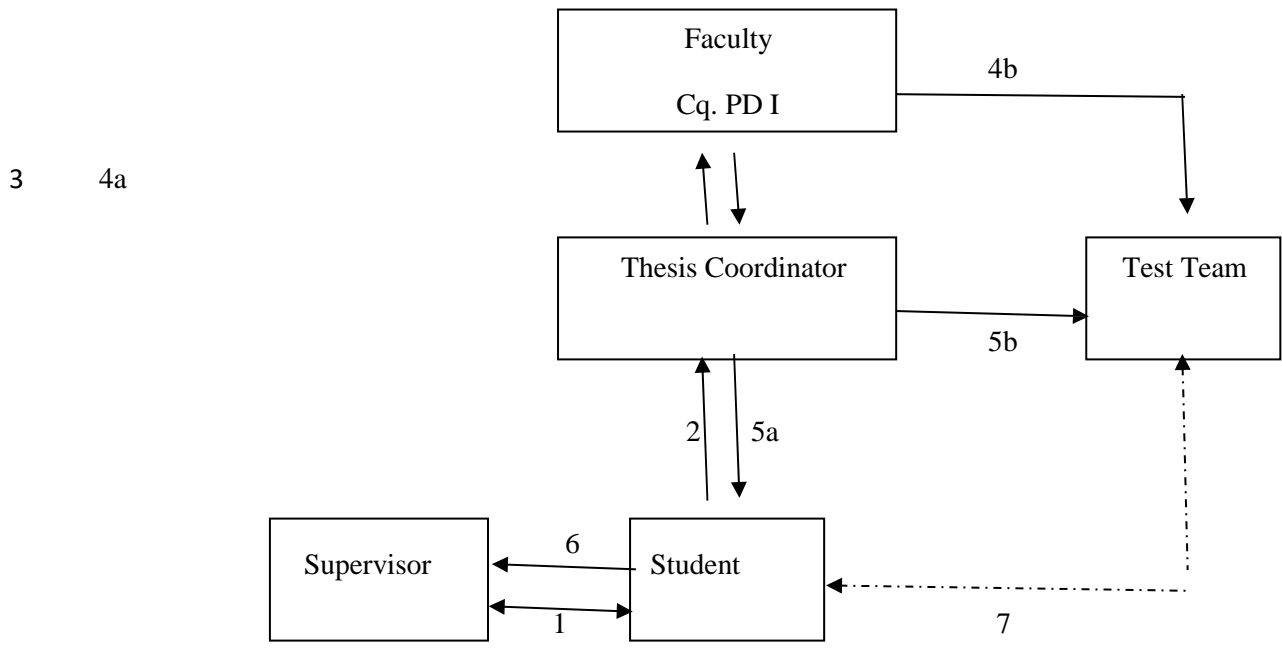 Faculty
4b
Cq. PD I
3 4a
Thesis Coordinator
Test Team
5b
2 5a
6
Supervisor
Student
1
7